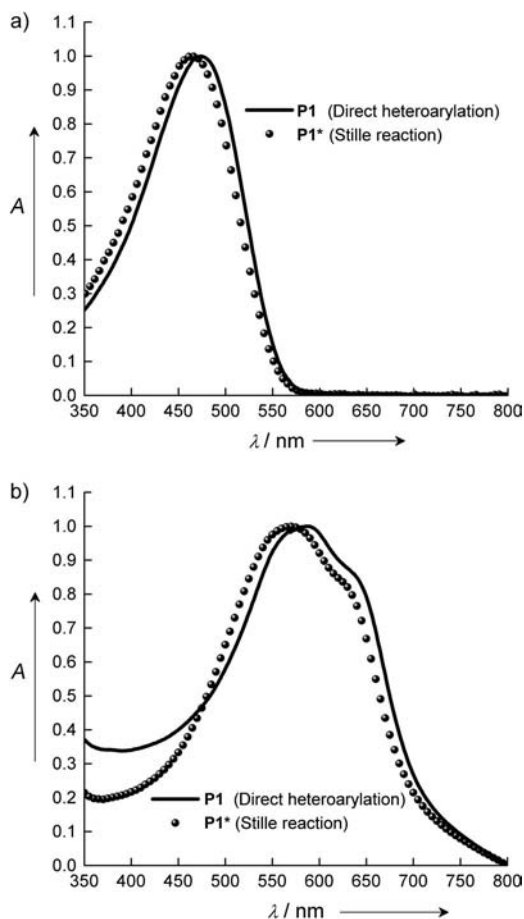 a)
1.1
1.0
0.9
0.8
0.7
0.6
0.5
0.4
0.3
0.2
0.1
0.0
A
P1 (Direct heteroarylation)
P1* (Stille reaction)
350 400 450 500 550 600 650 700 750 800
λ / nm
b)
1.1
1.0
0.9
0.8
0.7
0.6
0.5
0.4
0.3
0.2
0.1
0.0
A
P1 (Direct heteroarylation)
P1* (Stille reaction)
350 400 450 500 550 600 650 700 750 800
λ / nm